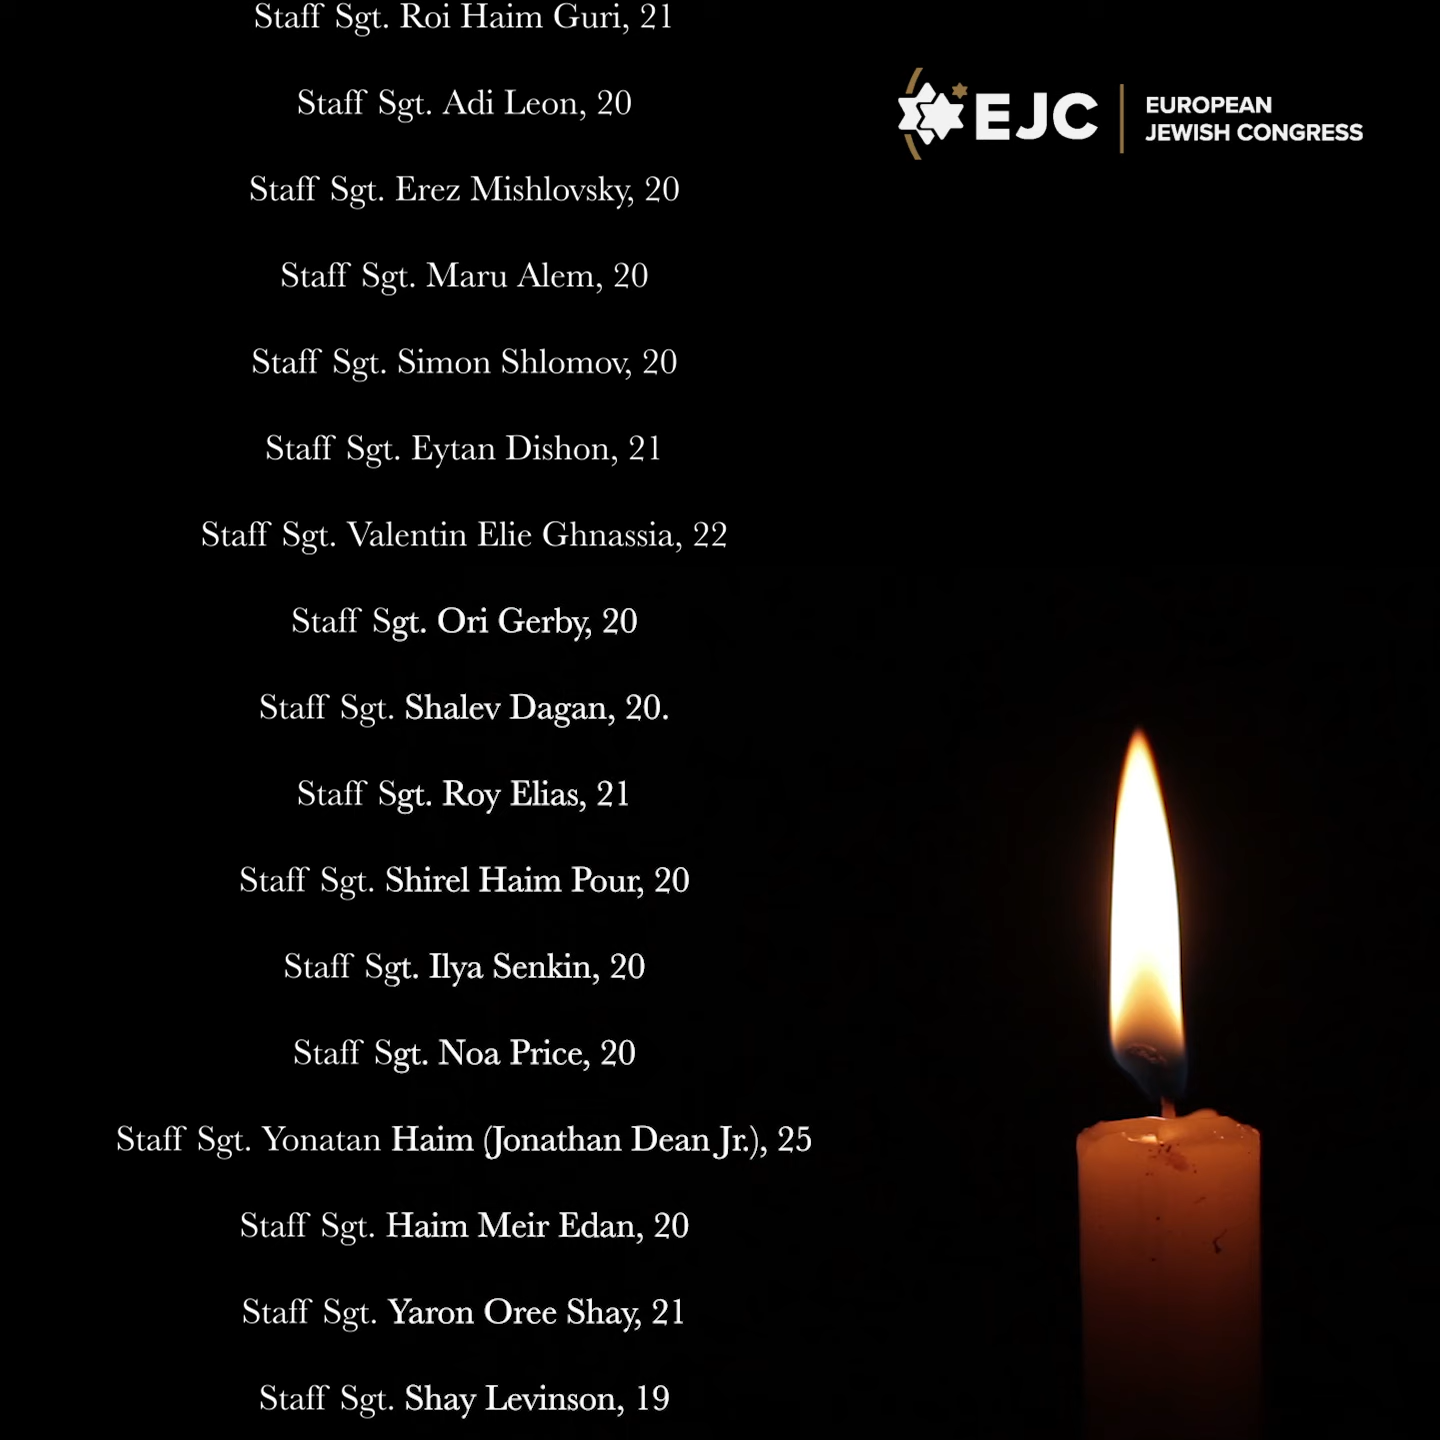 Staff Sgt. Roi Haim Guri, 21
Staff Sgt. Adi Leon, 20
Staff Sgt. Erez Mishlovsky, 20
Staff Sgt. Maru Alem, 20
Staff Sgt. Simon Shlomov, 20
Staff Sgt. Eytan Dishon, 21
Staff Sgt. Valentin Elie Ghnassia, 22
Staff Sgt. Ori Gerby, 20
Staff Sgt. Shalev Dagan, 20.
Staff Sgt. Roy Elias, 21
Staff Sgt. Shirel Haim Pour, 20
Staff Sgt. Ilya Senkin, 20
Staff Sgt. Noa Price, 20
Staff Sgt. Yonatan Haim (Jonathan Dean Jr.), 25
Staff Sgt. Haim Meir Edan, 20
Staff Sgt. Yaron Oree Shay, 21
Staff Sgt. Shay Levinson, 19
EJC
EUROPEAN
JEWISH CONGRESS